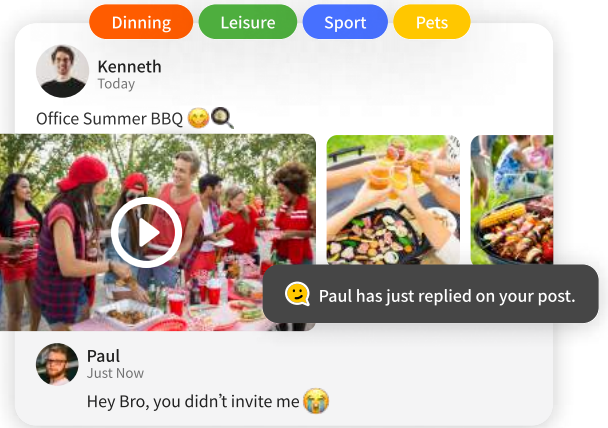 Dinning Leisure Sport Pets
Kenneth
Today
Office Summer BBQ 😋🍳
Paul has just replied on your post.
Paul
Just Now
Hey Bro, you didn't invite me 😭